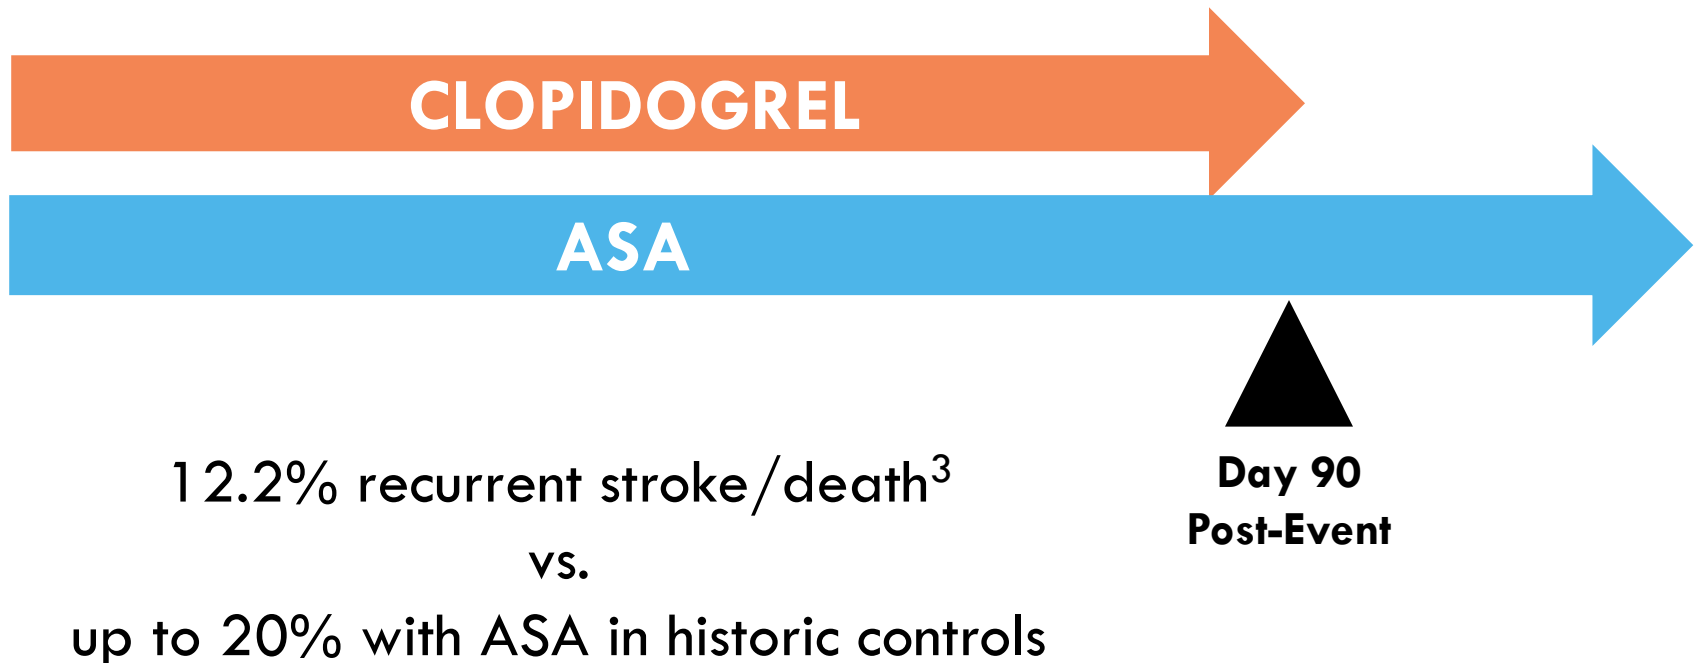 CLOPIDOGREL
ASA
12.2% recurrent stroke/death³
vs.
up to 20% with ASA in historic controls
Day 90
Post-Event